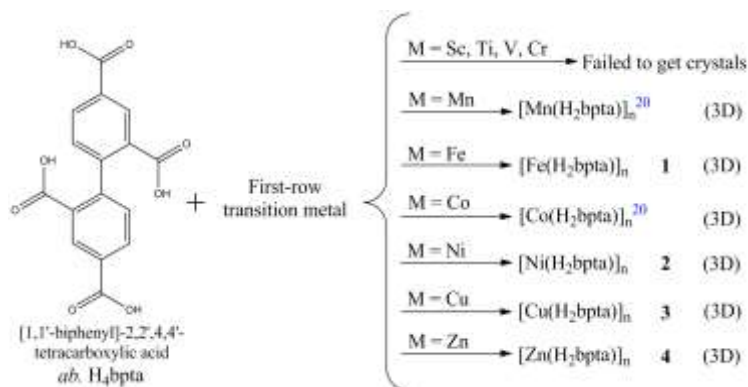 HO
O
O
OH
OH
O
O
OH
[1,1'-biphenyl]-2,2',4,4'-
tetracarboxylic acid
ab. H4bpta
+
First-row
transition metal
M = Sc, Ti, V, Cr
Failed to get crystals
M = Mn
[Mn(H2bpta)]n20 (3D)
M = Fe
[Fe(H2bpta)]n 1 (3D)
M = Co
[Co(H2bpta)]n20 (3D)
M = Ni
[Ni(H2bpta)]n 2 (3D)
M = Cu
[Cu(H2bpta)]n 3 (3D)
M = Zn
[Zn(H2bpta)]n 4 (3D)